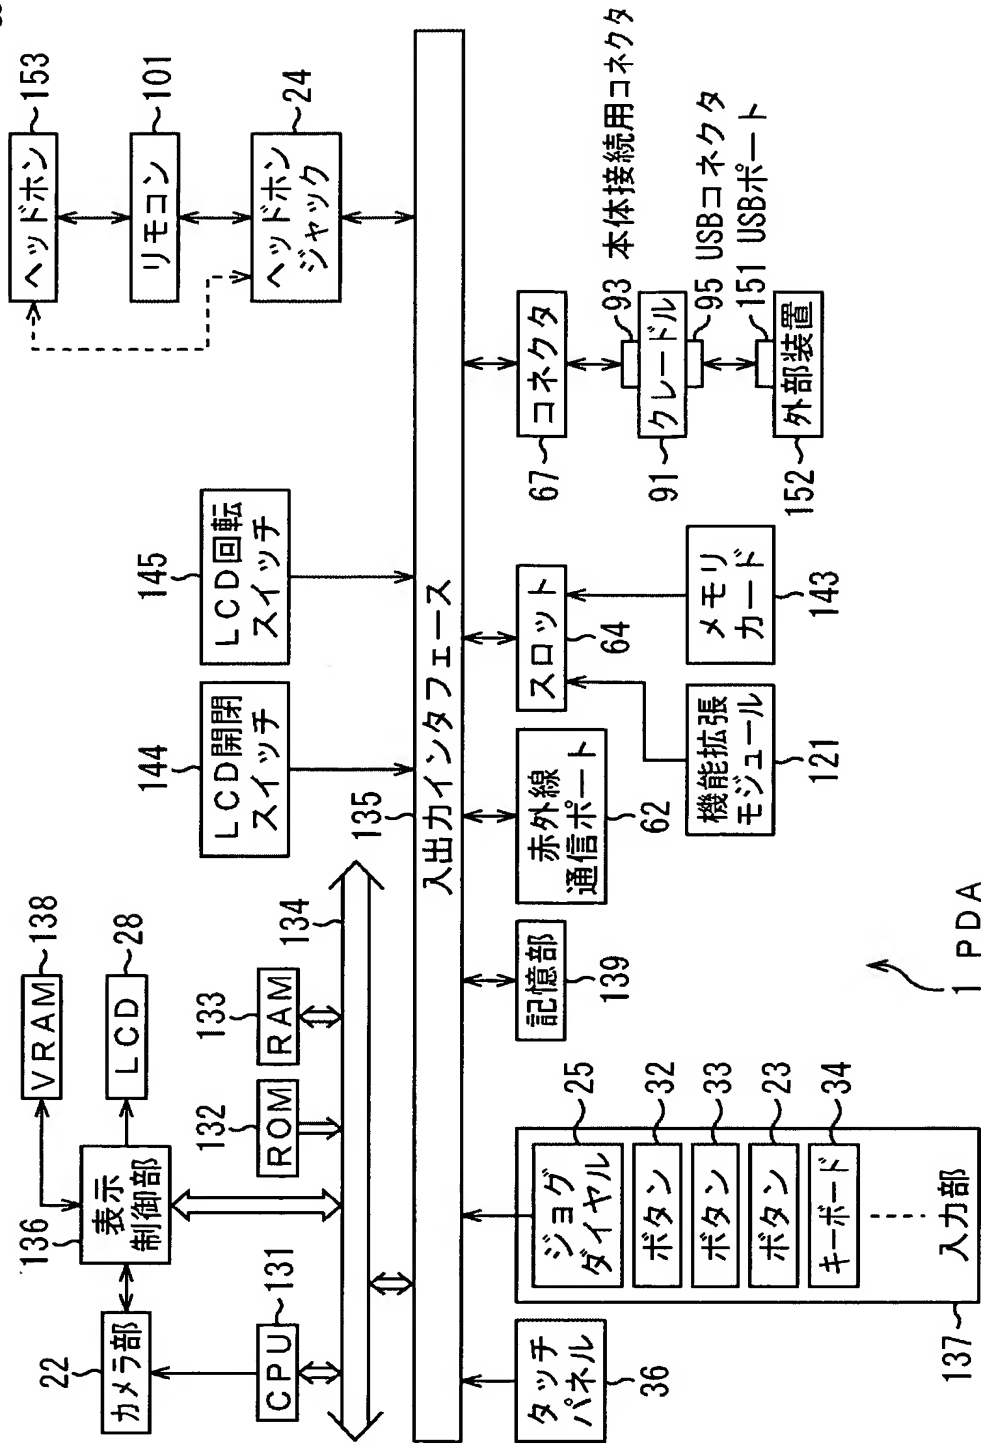 VRAM
138
LCD
28
136
表示
制御部
22
カメラ部
CPU
131
132
ROM
133
RAM
134
144
LCD開閉
スイッチ
145
LCD回転
スイッチ
ヘッドホン
153
リモコン
101
ヘッドホン
ジャック
24
135
入出力インタフェース
タッチ
パネル
36
ジョグ
ダイヤル
25
ボタン
32
ボタン
33
ボタン
23
キーボード
34
入力部
137
記憶部
139
赤外線
通信ポート
62
スロット
64
機能拡張
モジュール
121
メモリ
カード
143
コネクタ
67
93 本体接続用コネクタ
クレードル
91
95 USBコネクタ
151 USBポート
外部装置
152
1 PDA